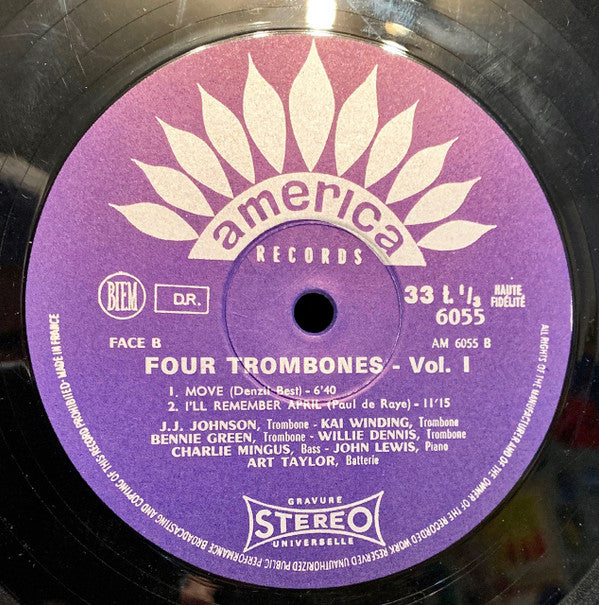 america
RECORDS
BIEM
D.R.
33 t. 1/3
HAUTE
FIDÉLITÉ
6055
FACE B
AM 6055 B
FOUR TROMBONES - Vol. I
1. MOVE (Denzil Best) - 6'40
2. I'LL REMEMBER APRIL (Paul de Raye) - 11'15
J.J. JOHNSON, Trombone - KAI WINDING, Trombone
BENNIE GREEN, Trombone - WILLIE DENNIS, Trombone
CHARLIE MINGUS, Bass - JOHN LEWIS, Piano
ART TAYLOR, Batterie
GRAVURE
STEREO
UNIVERSELLE
ALL RIGHTS OF THE MANUFACTURER AND OF THE OWNER OF THE RECORDED WORK RESERVED UNAUTHORIZED PUBLIC PERFORMANCE BROADCASTING AND COPYING OF THIS RECORD PROHIBITED - MADE IN FRANCE